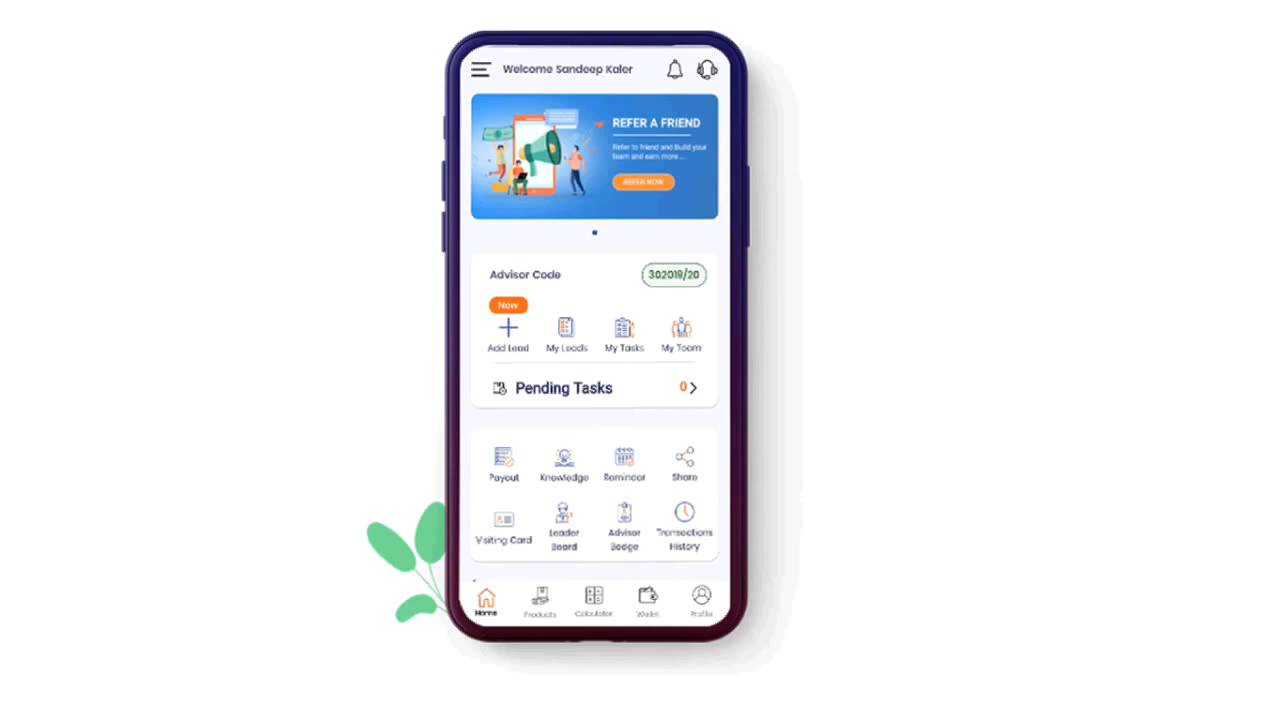 Welcome Sandeep Kaler
REFER A FRIEND
Refer to friend and Build your
team and earn more....
REFER NOW
Advisor Code
302019/20
New
Add Lead
My Leads
My Tasks
My Team
Pending Tasks
0
Payout
Knowledge
Reminder
Share
Visiting Card
Leader
Board
Advisor
Badge
Transactions
History
Home
Products
Calculator
Wallet
Profile